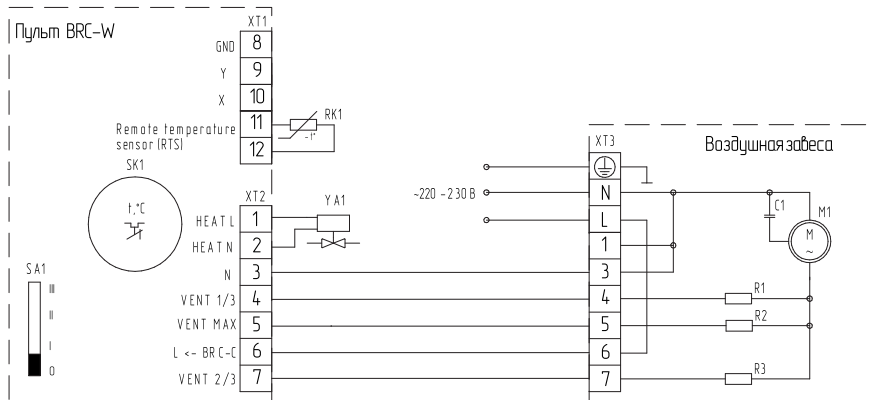 Пульт BRC-W
XT1
GND 8
Y 9
X 10
11
12
Remote temperature
sensor (RTS)
RK1
-t°
SK1
t,°C
SA1
III
II
I
0
XT2
HEAT L 1
HEAT N 2
N 3
VENT 1/3 4
VENT MAX 5
L <- BRC-C 6
VENT 2/3 7
YA1
~220 -230 В
XT3
N
L
1
3
4
5
6
7
Воздушная завеса
C1
M1
M
~
R1
R2
R3